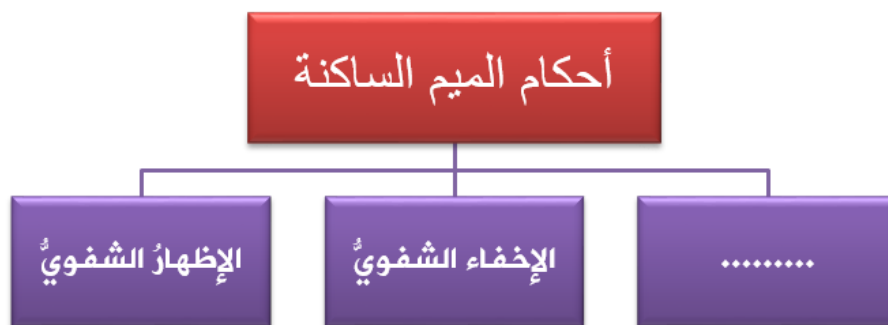 أحكام الميم الساكنة
.........
الإخفاء الشفويُّ
الإظهارُ الشفويُّ